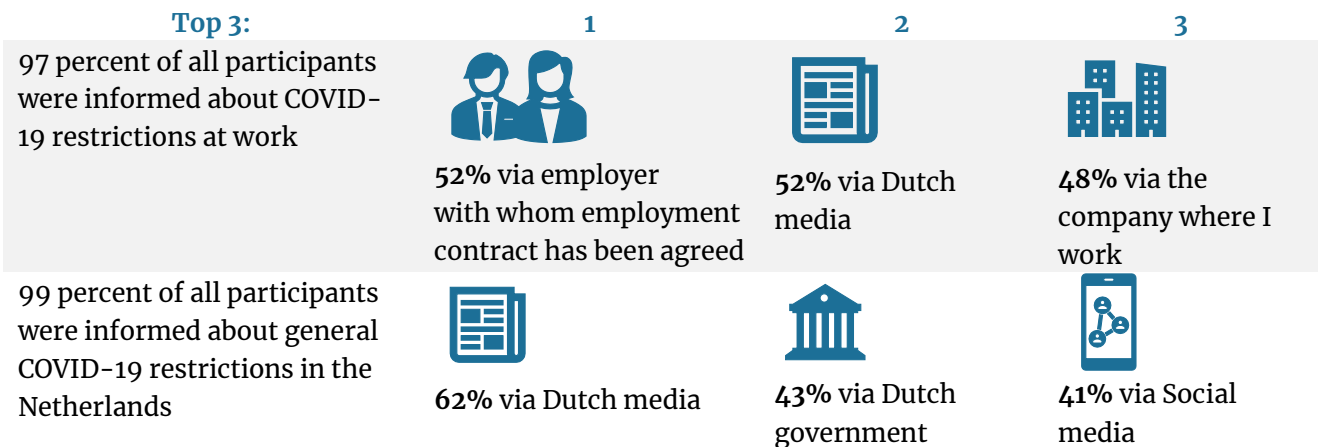 Top 3:
1
2
3
97 percent of all participants
were informed about COVID-
19 restrictions at work
52% via employer
with whom employment
contract has been agreed
52% via Dutch
media
48% via the
company where I
work
99 percent of all participants
were informed about general
COVID-19 restrictions in the
Netherlands
62% via Dutch media
43% via Dutch
government
41% via Social
media